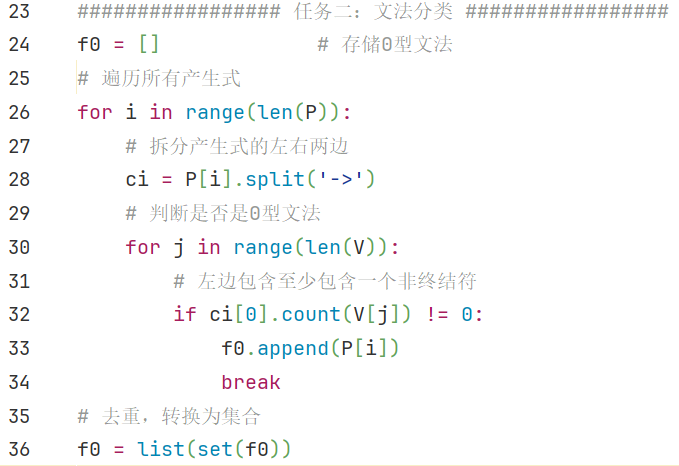 23 ################# 任务二：文法分类 #################
24 f0 = [] # 存储0型文法
25 # 遍历所有产生式
26 for i in range(len(P)):
27 # 拆分产生式的左右两边
28 ci = P[i].split('->')
29 # 判断是否是0型文法
30 for j in range(len(V)):
31 # 左边包含至少包含一个非终结符
32 if ci[0].count(V[j]) != 0:
33 f0.append(P[i])
34 break
35 # 去重，转换为集合
36 f0 = list(set(f0))